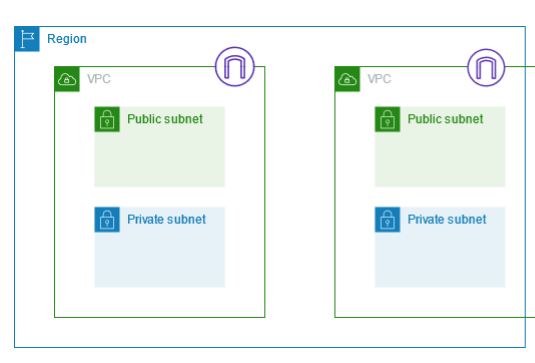 Region
VPC
VPC
Public subnet
Public subnet
Private subnet
Private subnet